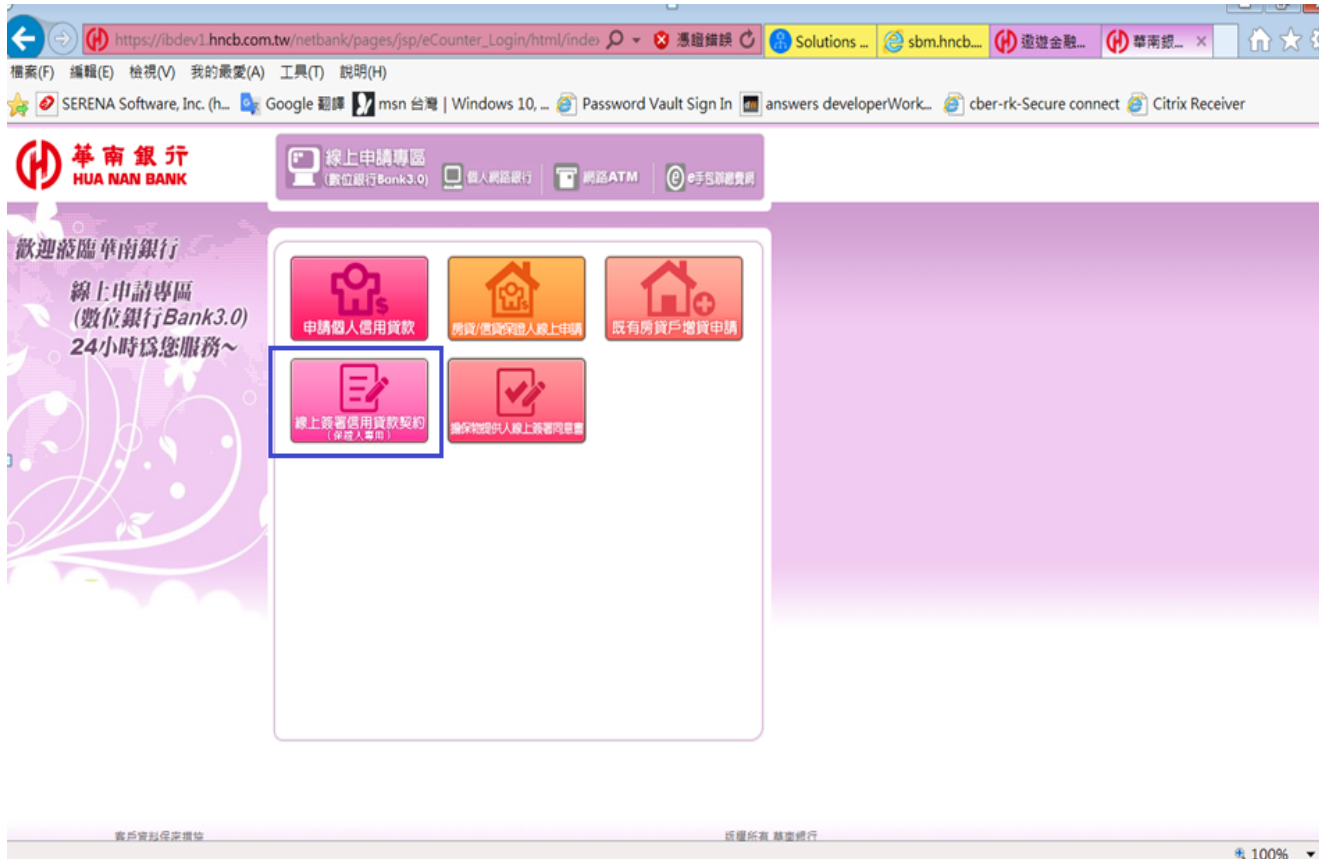 https://ibdev1.hncb.com.tw/netbank/pages/jsp/eCounter_Login/html/inde
憑證錯誤
Solutions ...
sbm.hncb....
遨遊金融...
華南銀...
檔案(F) 編輯(E) 檢視(V) 我的最愛(A) 工具(T) 說明(H)
SERENA Software, Inc. (h...
Google 翻譯
msn 台灣 | Windows 10, ...
Password Vault Sign In
answers developerWork...
cber-rk-Secure connect
Citrix Receiver
華南銀行
HUA NAN BANK
線上申請專區
(數位銀行Bank3.0)
個人網路銀行
網路ATM
e手包辦繳費網
歡迎蒞臨華南銀行
線上申請專區
(數位銀行Bank3.0)
24小時為您服務~
申請個人信用貸款
房貸/信貸保證人線上申請
既有房貸戶增貸申請
線上簽署信用貸款契約
(保證人專用)
擔保物提供人線上簽署同意書
版權所有 華南銀行
100%